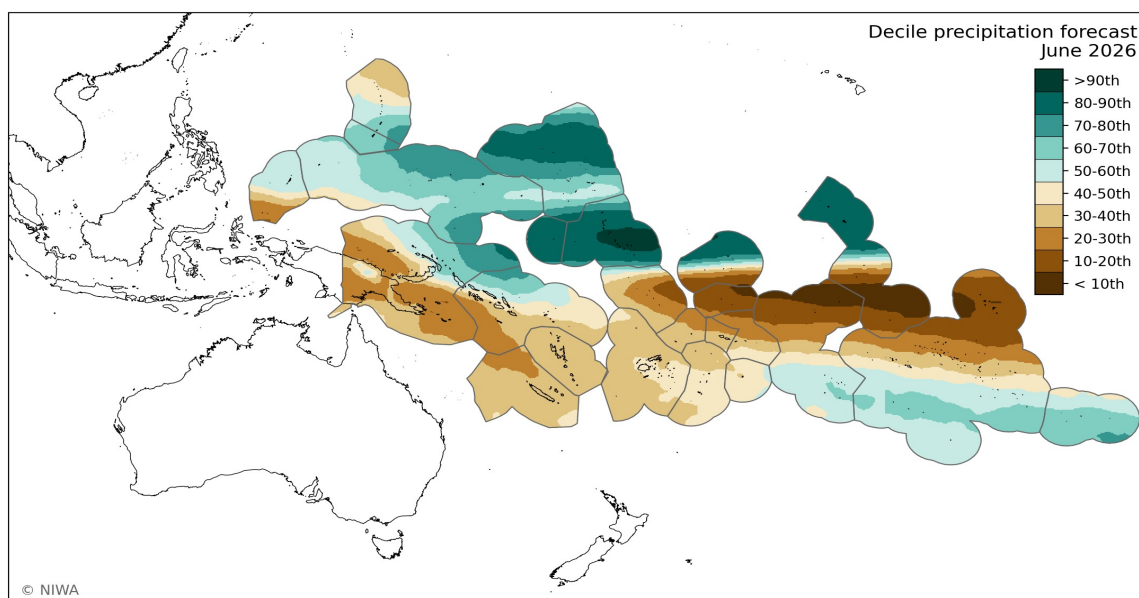 Decile precipitation forecast
June 2026
>90th
80-90th
70-80th
60-70th
50-60th
40-50th
30-40th
20-30th
10-20th
< 10th
© NIWA